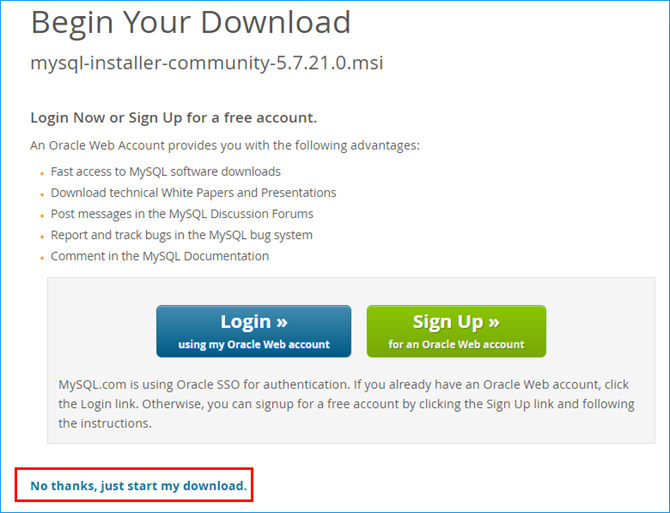 Begin Your Download
mysql-installer-community-5.7.21.0.msi
Login Now or Sign Up for a free account.
An Oracle Web Account provides you with the following advantages:
Fast access to MySQL software downloads
Download technical White Papers and Presentations
Post messages in the MySQL Discussion Forums
Report and track bugs in the MySQL bug system
Comment in the MySQL Documentation
Login »
using my Oracle Web account
Sign Up »
for an Oracle Web account
MySQL.com is using Oracle SSO for authentication. If you already have an Oracle Web account, click
the Login link. Otherwise, you can signup for a free account by clicking the Sign Up link and following
the instructions.
No thanks, just start my download.